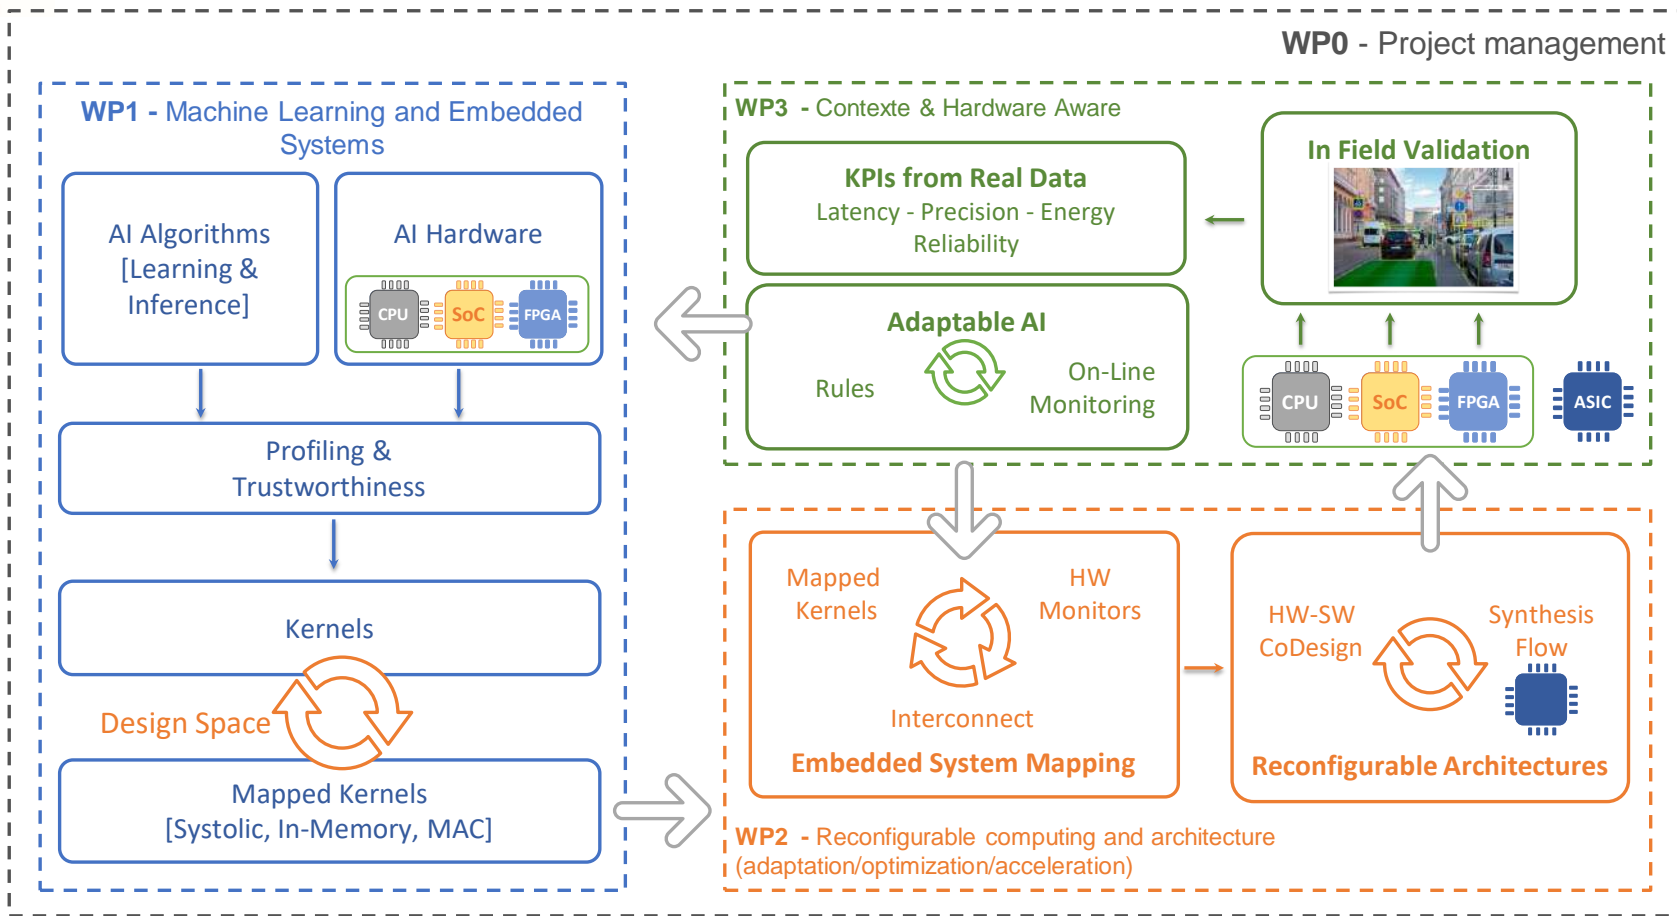 WP0 - Project management
WP1 - Machine Learning and Embedded
Systems
AI Algorithms
[Learning &
Inference]
AI Hardware
CPU
SoC
FPGA
Profiling &
Trustworthiness
Kernels
Design Space
Mapped Kernels
[Systolic, In-Memory, MAC]
WP3 - Contexte & Hardware Aware
KPIs from Real Data
Latency - Precision - Energy
Reliability
Adaptable AI
Rules
On-Line
Monitoring
In Field Validation
CPU
SoC
FPGA
ASIC
Mapped
Kernels
HW
Monitors
Interconnect
Embedded System Mapping
HW-SW
CoDesign
Synthesis
Flow
Reconfigurable Architectures
WP2 - Reconfigurable computing and architecture
(adaptation/optimization/acceleration)